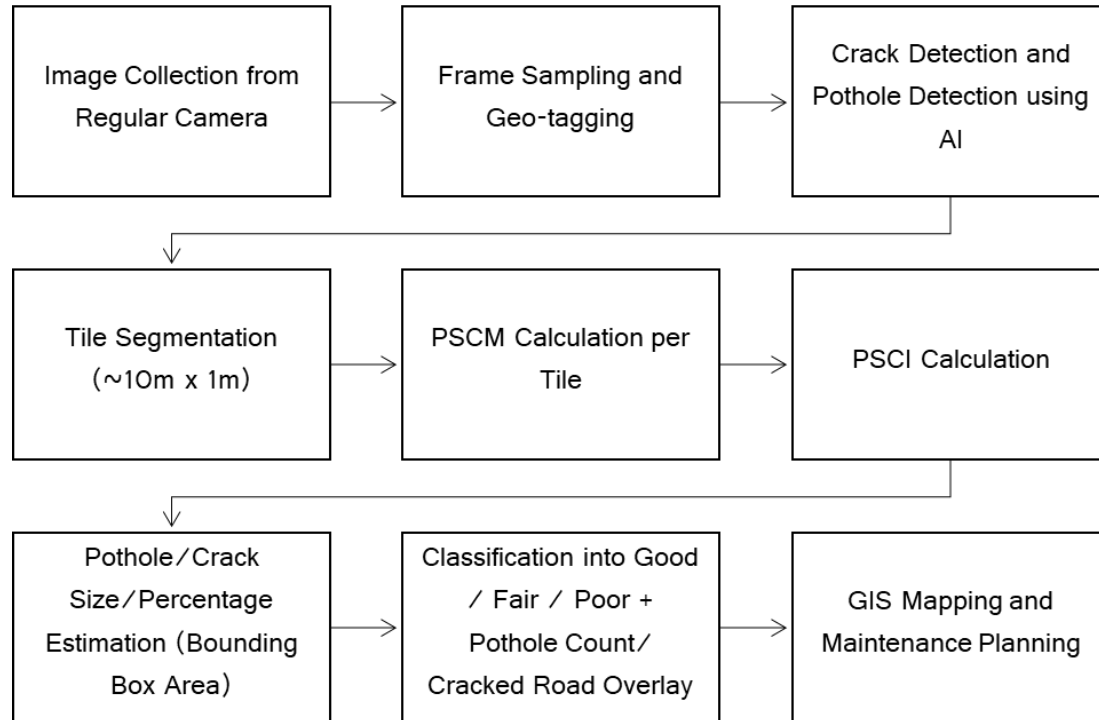 Image Collection from
Regular Camera
Frame Sampling and
Geo-tagging
Crack Detection and
Pothole Detection using
AI
Tile Segmentation
(~10m x 1m)
PSCM Calculation per
Tile
PSCI Calculation
Pothole/Crack
Size/Percentage
Estimation (Bounding
Box Area)
Classification into Good
/ Fair / Poor +
Pothole Count/
Cracked Road Overlay
GIS Mapping and
Maintenance Planning